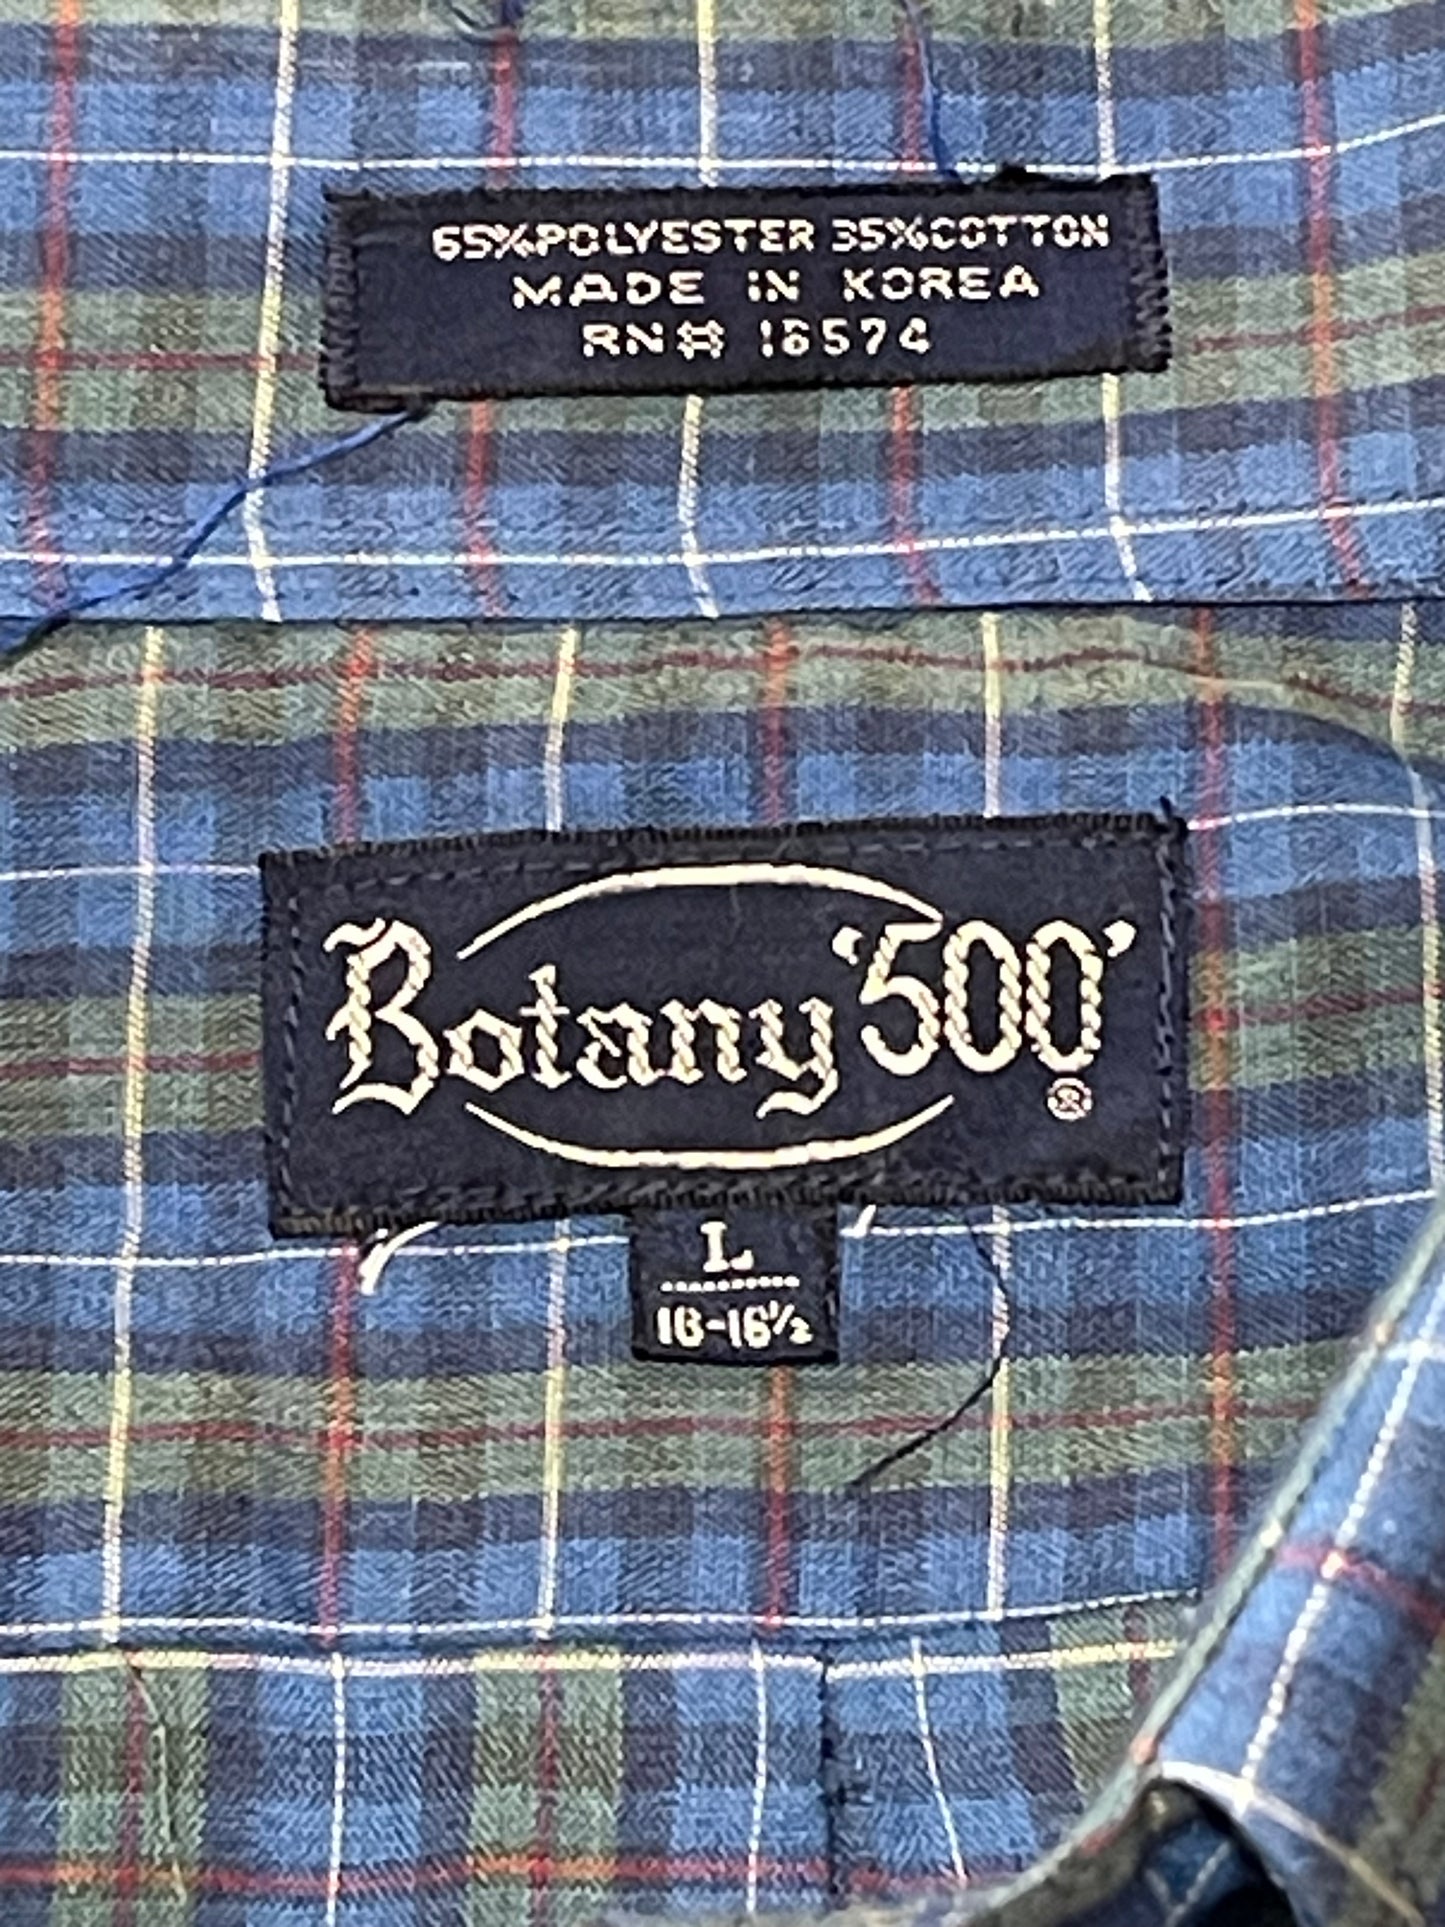 65%POLYESTER 35%COTTON
MADE IN KOREA
RN# 16574
Botany '500'
®
L
16-16½